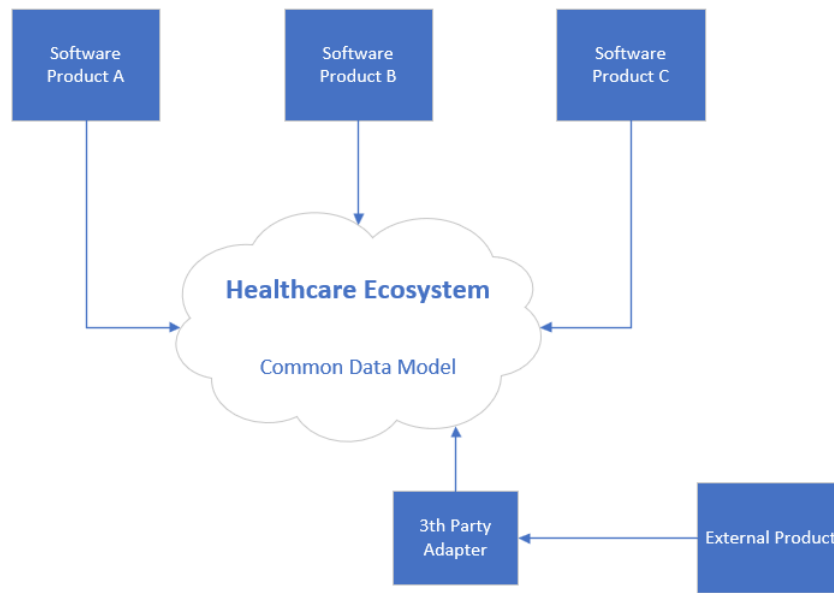 Software
Product A
Software
Product B
Software
Product C
Healthcare Ecosystem
Common Data Model
3th Party
Adapter
External Product